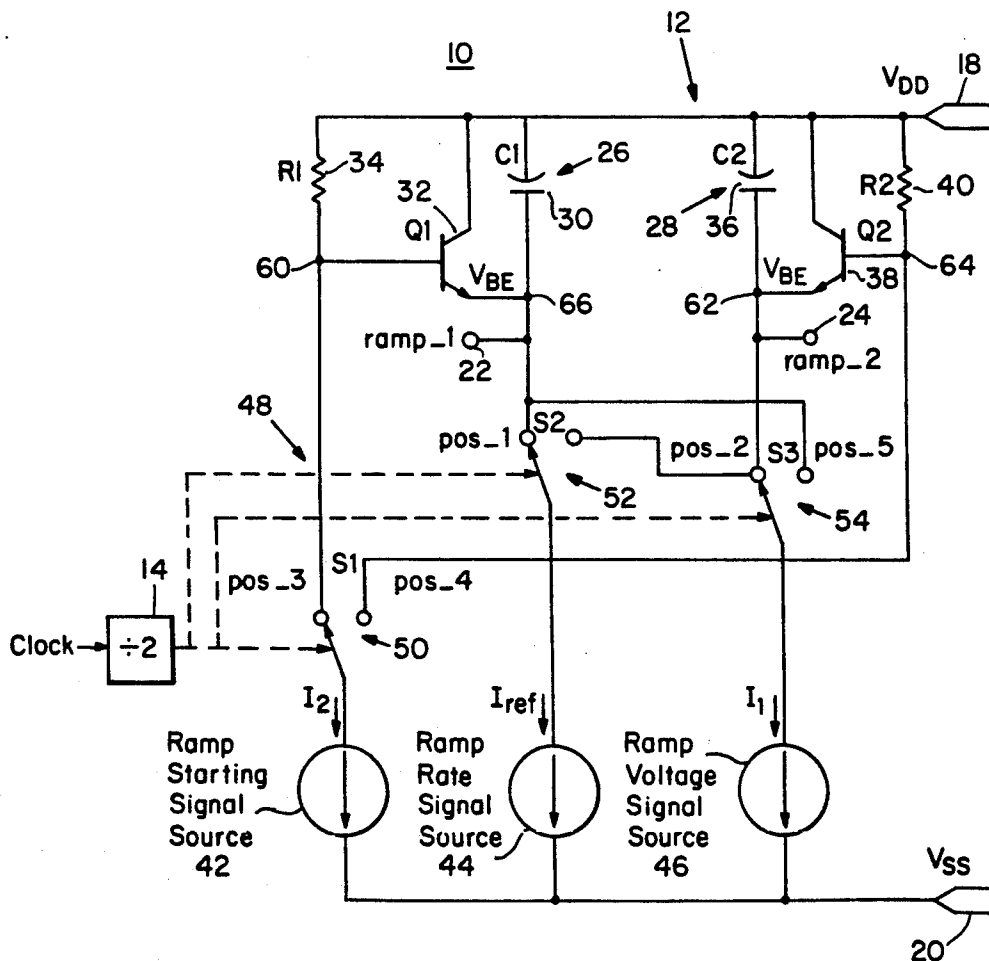 12
10
18
VDD
R1
34
C1
26
C2
R2
40
32
30
28
36
Q1
Q2
60
VBE
66
62
VBE
38
64
ramp_1
22
24
ramp_2
48
pos_1
S2
pos_2
S3
pos_5
52
54
14
pos_3
S1
pos_4
Clock
÷2
50
I2
Iref
I1
Ramp
Starting
Signal
Source
42
Ramp
Rate
Signal
Source
44
Ramp
Voltage
Signal
Source
46
VSS
20